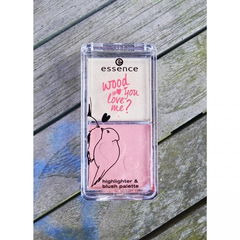 essence
wood
you
love
me?
highlighter &
blush palette